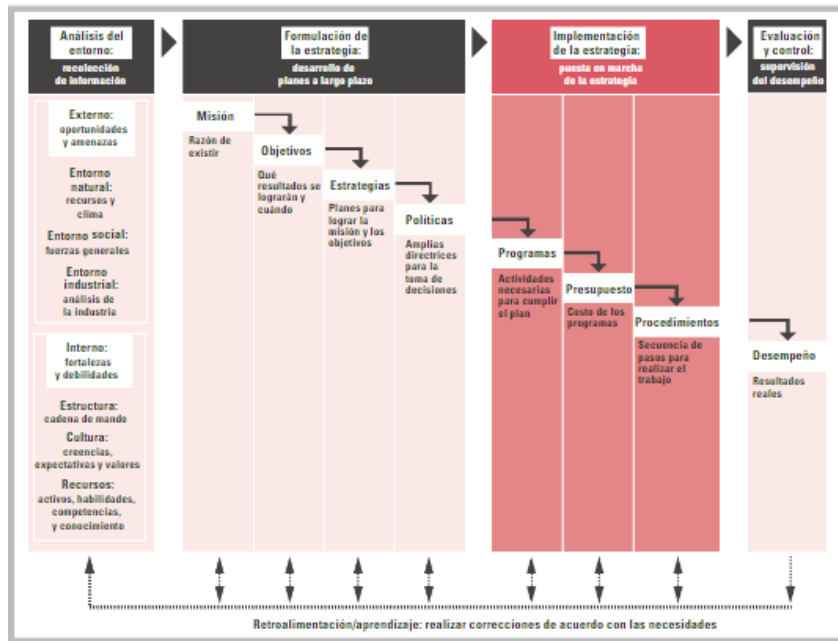 Análisis del
entorno:
recolección
de información
Formulación de
la estrategia:
desarrollo de
planes a largo plazo
Implementación
de la estrategia:
puesta en marcha
de la estrategia
Evaluación
y control:
supervisión
del desempeño
Externo:
oportunidades
y amenazas
Entorno
natural:
recursos y
clima
Entorno social:
fuerzas generales
Entorno
industrial:
análisis de
la industria
Interno:
fortalezas
y debilidades
Estructura:
cadena de mando
Cultura:
creencias,
expectativas y valores
Recursos:
activos, habilidades,
competencias,
y conocimiento
Misión
Razón de
existir
Objetivos
Qué
resultados se
lograrán y
cuándo
Estrategias
Planes para
lograr la
misión y los
objetivos
Políticas
Amplias
directrices
para la
toma de
decisiones
Programas
Actividades
necesarias
para cumplir
el plan
Presupuesto
Costo de los
programas
Procedimientos
Secuencia de
pasos para
realizar el
trabajo
Desempeño
Resultados
reales
Retroalimentación/aprendizaje: realizar correcciones de acuerdo con las necesidades